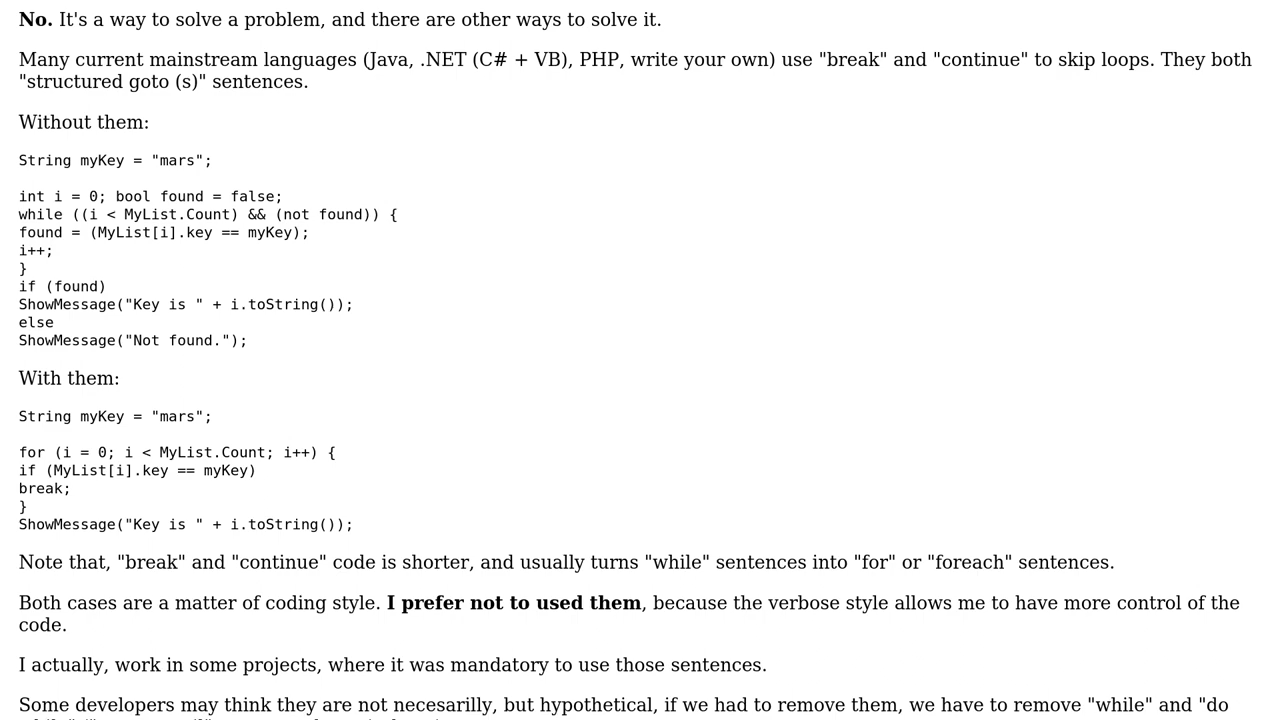 No. It's a way to solve a problem, and there are other ways to solve it.
Many current mainstream languages (Java, .NET (C# + VB), PHP, write your own) use "break" and "continue" to skip loops. They both
"structured goto (s)" sentences.
Without them:
String myKey = "mars";
int i = 0; bool found = false;
while ((i < MyList.Count) && (not found)) {
found = (MyList[i].key == myKey);
i++;
}
if (found)
ShowMessage("Key is " + i.toString());
else
ShowMessage("Not found.");
With them:
String myKey = "mars";
for (i = 0; i < MyList.Count; i++) {
if (MyList[i].key == myKey)
break;
}
ShowMessage("Key is " + i.toString());
Note that, "break" and "continue" code is shorter, and usually turns "while" sentences into "for" or "foreach" sentences.
Both cases are a matter of coding style. I prefer not to used them, because the verbose style allows me to have more control of the
code.
I actually, work in some projects, where it was mandatory to use those sentences.
Some developers may think they are not necesarilly, but hypothetical, if we had to remove them, we have to remove "while" and "do